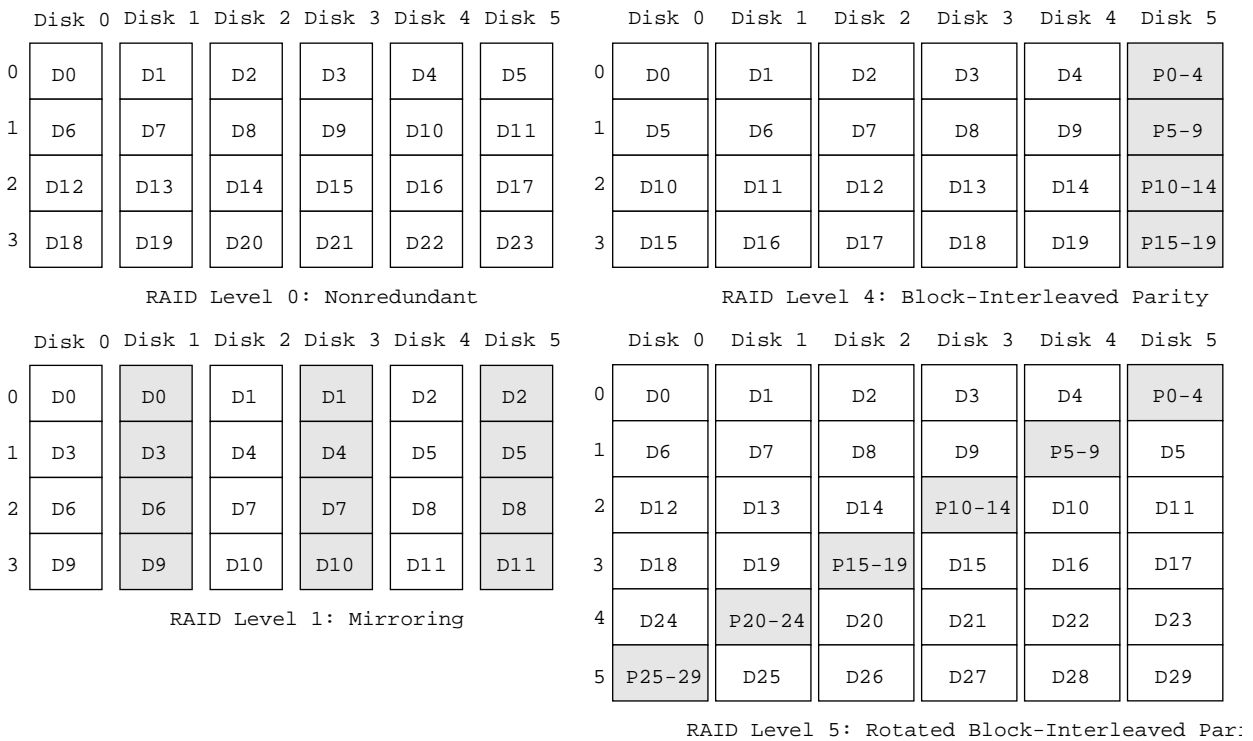 Disk 0 Disk 1 Disk 2 Disk 3 Disk 4 Disk 5
0 D0 D1 D2 D3 D4 D5
1 D6 D7 D8 D9 D10 D11
2 D12 D13 D14 D15 D16 D17
3 D18 D19 D20 D21 D22 D23
RAID Level 0: Nonredundant
Disk 0 Disk 1 Disk 2 Disk 3 Disk 4 Disk 5
0 D0 D1 D2 D3 D4 P0-4
1 D5 D6 D7 D8 D9 P5-9
2 D10 D11 D12 D13 D14 P10-14
3 D15 D16 D17 D18 D19 P15-19
RAID Level 4: Block-Interleaved Parity
Disk 0 Disk 1 Disk 2 Disk 3 Disk 4 Disk 5
0 D0 D0 D1 D1 D2 D2
1 D3 D3 D4 D4 D5 D5
2 D6 D6 D7 D7 D8 D8
3 D9 D9 D10 D10 D11 D11
RAID Level 1: Mirroring
Disk 0 Disk 1 Disk 2 Disk 3 Disk 4 Disk 5
0 D0 D1 D2 D3 D4 P0-4
1 D6 D7 D8 D9 P5-9 D5
2 D12 D13 D14 P10-14 D10 D11
3 D18 D19 P15-19 D15 D16 D17
4 D24 P20-24 D20 D21 D22 D23
5 P25-29 D25 D26 D27 D28 D29
RAID Level 5: Rotated Block-Interleaved